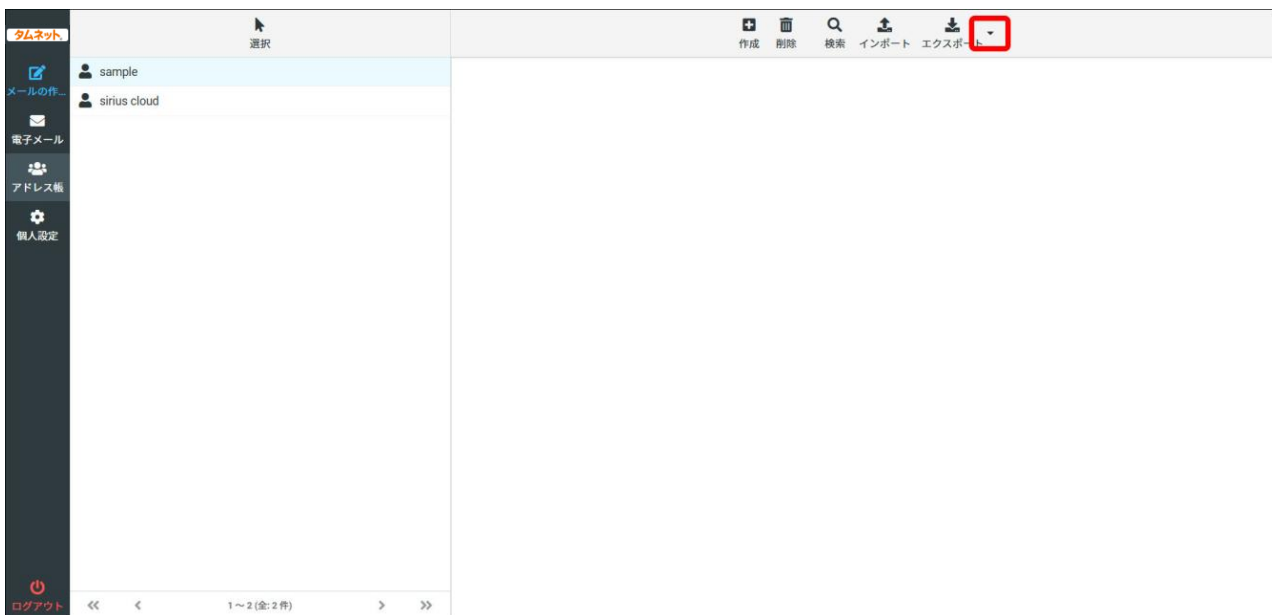 タムネット
メールの作...
電子メール
アドレス帳
個人設定
ログアウト
選択
sample
sirius cloud
1 ～ 2 (全: 2 件)
作成
削除
検索
インポート
エクスポート